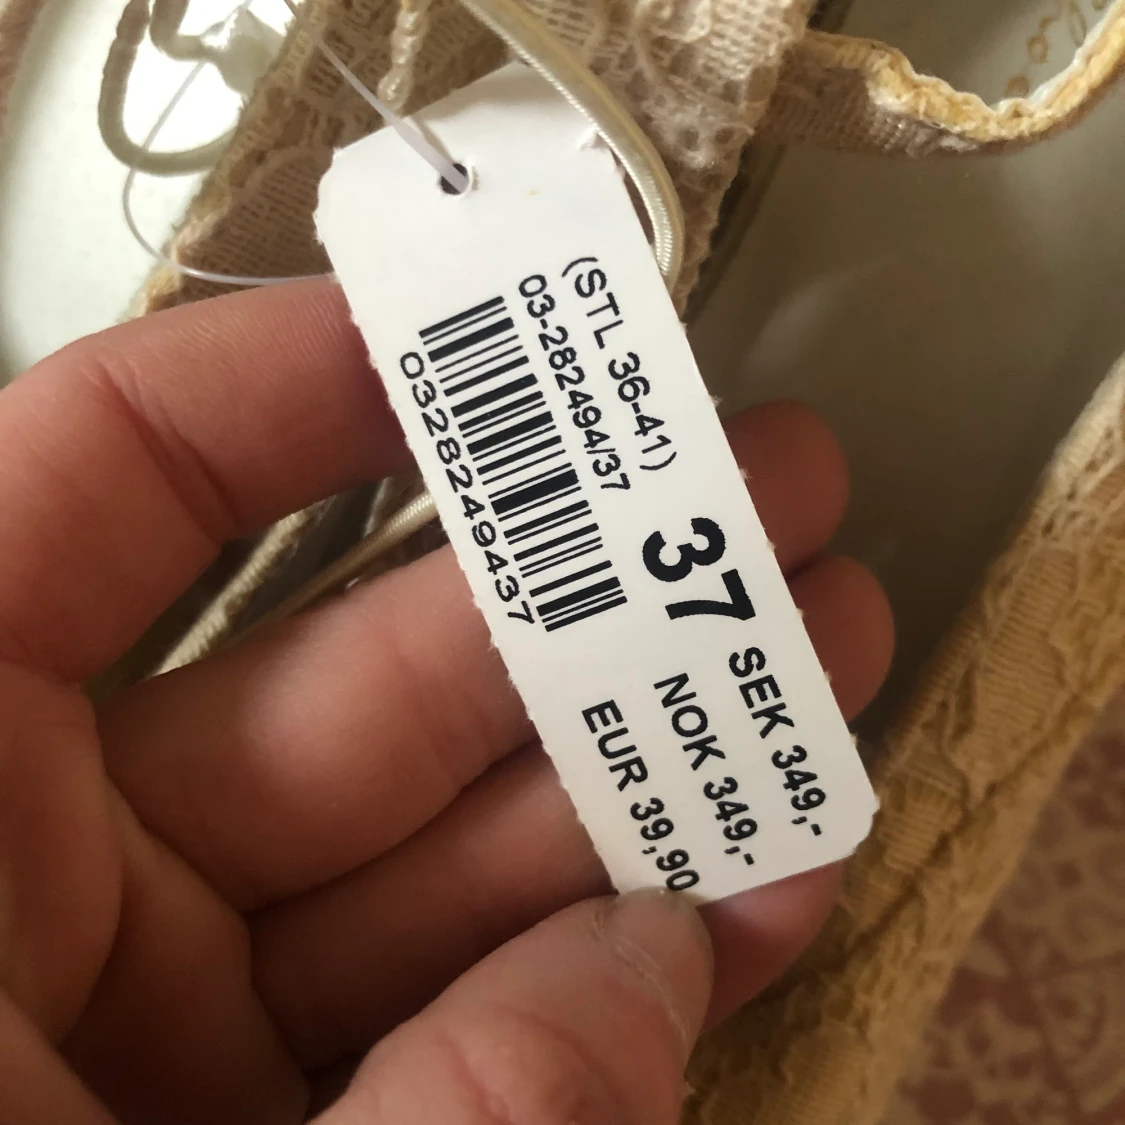 (STL 36-41)
03-282494/37
0328249437
37
SEK 349,-
NOK 349,-
EUR 39,90